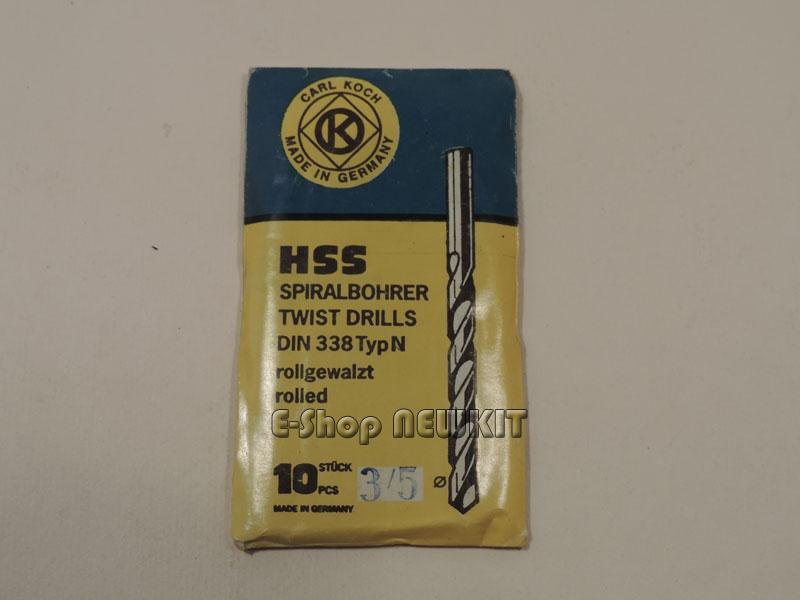 CARL KOCH
K
MADE IN GERMANY
HSS
SPIRALBOHRER
TWIST DRILLS
DIN 338 Typ N
rollgewalzt
rolled
E-Shop NEWKIT
10 STÜCK
PCS 3/5 Ø
MADE IN GERMANY